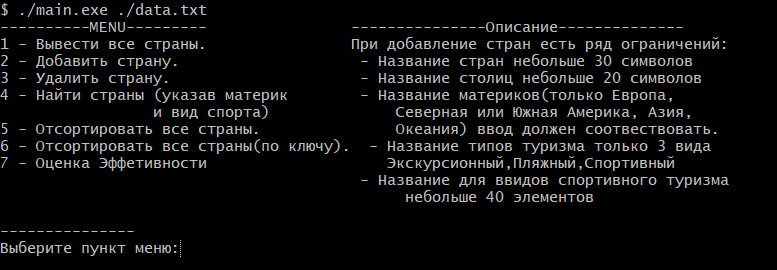 $ ./main.exe ./data.txt
----------MENU---------                ---------------Описание--------------
1 - Вывести все страны.                При добавление стран есть ряд ограничений:
2 - Добавить страну.                    - Название стран небольше 30 символов
3 - Удалить страну.                     - Название столиц небольше 20 символов
4 - Найти страны (указав материк        - Название материков(только Европа,
                 и вид спорта)              Северная или Южная Америка, Азия,
5 - Отсортировать все страны.               Океания) ввод должен соотвествовать.
6 - Отсортировать все страны(по ключу).  - Название типов туризма только 3 вида
7 - Оценка Эффетивности                    Экскурсионный,Пляжный,Спортивный
                                        - Название для ввидов спортивного туризма
                                             небольше 40 элементов
---------------
Выберите пункт меню: